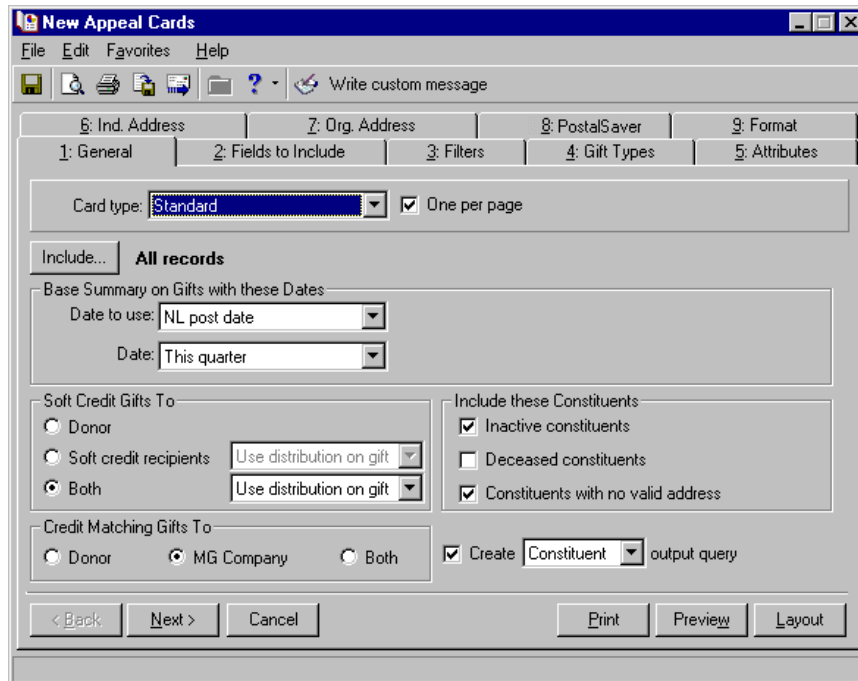 New Appeal Cards
File Edit Favorites Help
Write custom message
6: Ind. Address 7: Org. Address 8: PostalSaver 9: Format
1: General 2: Fields to Include 3: Filters 4: Gift Types 5: Attributes
Card type: Standard One per page
Include... All records
Base Summary on Gifts with these Dates
Date to use: NL post date
Date: This quarter
Soft Credit Gifts To Include these Constituents
Donor Inactive constituents
Soft credit recipients Use distribution on gift Deceased constituents
Both Use distribution on gift Constituents with no valid address
Credit Matching Gifts To
Donor MG Company Both Create Constituent output query
< Back Next > Cancel Print Preview Layout